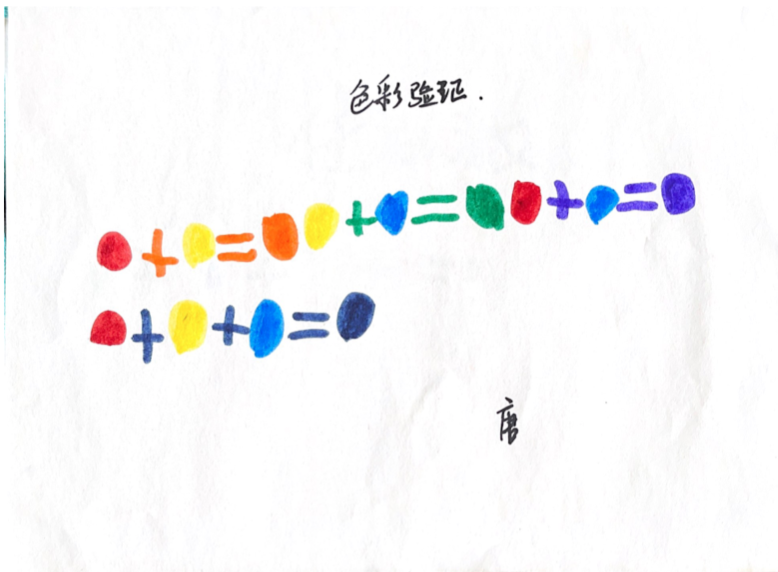 色彩验证.
+ = + = + =
+ + =
唐